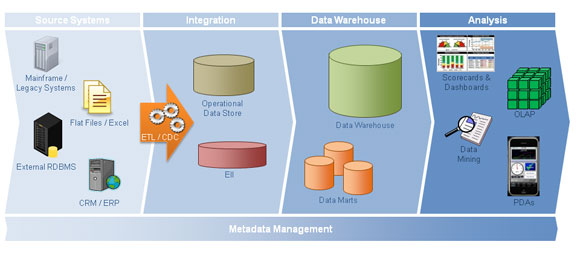 Source Systems
Integration
Data Warehouse
Analysis
Mainframe /
Legacy Systems
Flat Files / Excel
External RDBMS
CRM / ERP
ETL / CDC
Operational
Data Store
EII
Data Warehouse
Data Marts
Scorecards &
Dashboards
OLAP
Data
Mining
PDAs
Metadata Management